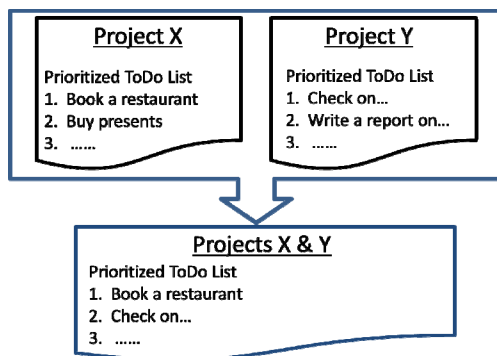 Project X
Prioritized ToDo List
1. Book a restaurant
2. Buy presents
3. ......
Project Y
Prioritized ToDo List
1. Check on...
2. Write a report on...
3. ......
Projects X & Y
Prioritized ToDo List
1. Book a restaurant
2. Check on...
3. ......